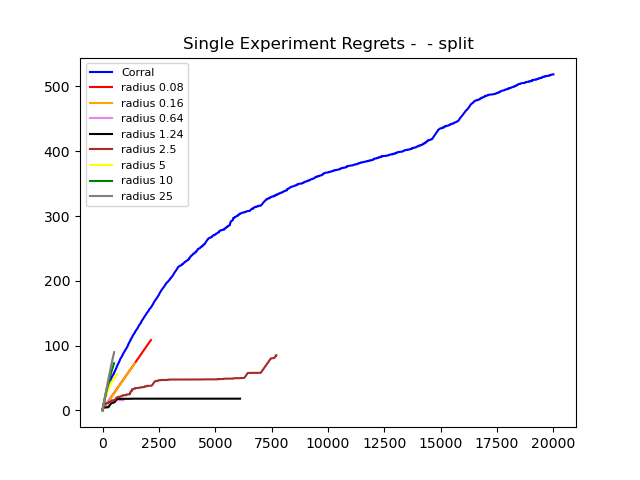 Single Experiment Regrets -  - split
Corral
radius 0.08
radius 0.16
radius 0.64
radius 1.24
radius 2.5
radius 5
radius 10
radius 25
500
400
300
200
100
0
0 2500 5000 7500 10000 12500 15000 17500 20000